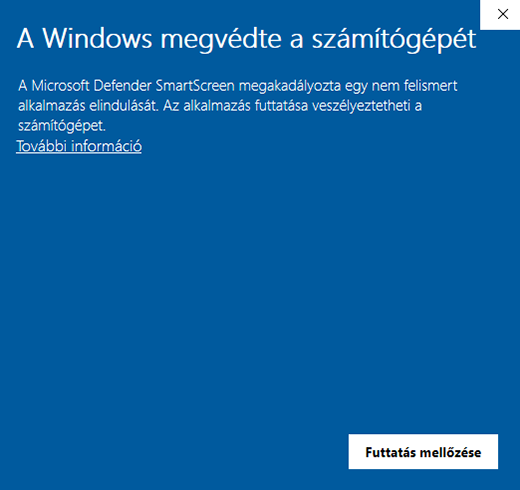 A Windows megvédte a számítógépét
A Microsoft Defender SmartScreen megakadályozta egy nem felismert
alkalmazás elindulását. Az alkalmazás futtatása veszélyeztetheti a
számítógépet.
További információ
Futtatás mellőzése